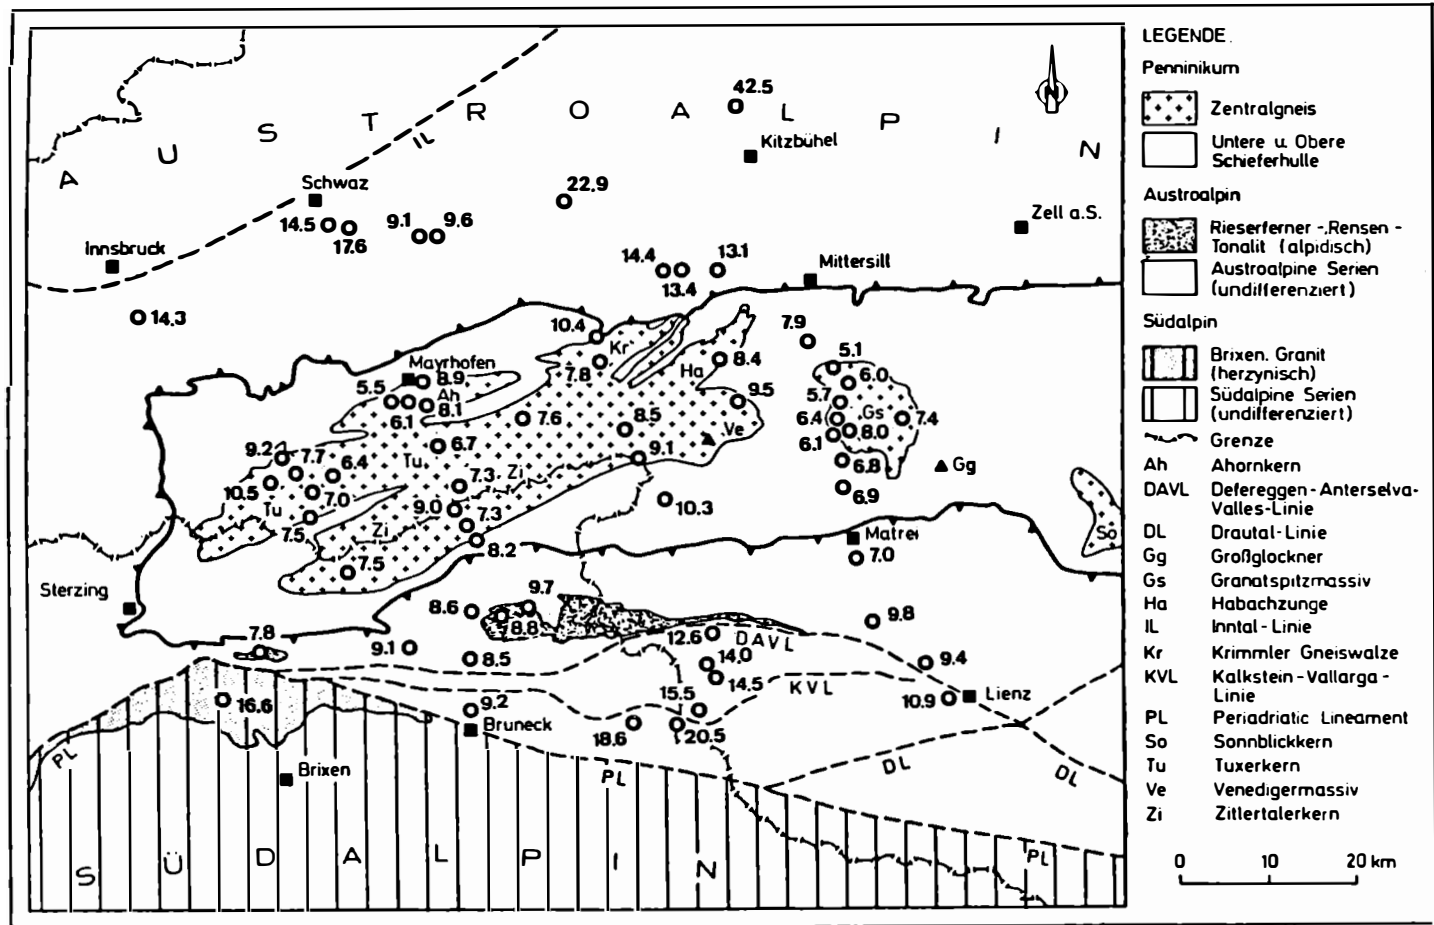 A U S T R O A L P I N
IL
42.5
Kitzbühel
Schwaz
22.9
14.5
17.6
9.1
9.6
Zell a.S.
Innsbruck
14.4
13.4
13.1
Mittersill
14.3
10.4
Kr
7.8
7.9
5.1
Mayrhofen
8.9
Ah
8.1
5.5
6.1
Ha
8.4
9.5
6.0
5.7
Gs
6.4
7.4
8.0
6.1
7.6
8.5
Ve
6.7
Tu
9.2
7.7
6.4
Zi
7.3
9.1
6.8
Gg
10.5
7.0
Tu
7.5
9.0
7.3
10.3
6.9
Zi
8.2
Matrei
7.0
So
7.5
Sterzing
9.7
8.6
8.8
9.8
7.8
9.1
8.5
12.6
DAVL
14.0
14.5
KVL
9.4
15.5
10.9
Lienz
16.6
9.2
Bruneck
18.6
20.5
PL
Brixen
PL
DL
DL
PL
S Ü D A L P I N
N
LEGENDE.
Penninikum
Zentralgneis
Untere u. Obere
Schieferhulle
Austroalpin
Rieserferner-,Rensen-
Tonalit (alpidisch)
Austroalpine Serien
(undifferenziert)
Südalpin
Brixen. Granit
(herzynisch)
Südalpine Serien
(undifferenziert)
Grenze
Ah Ahornkern
DAVL Defereggen-Anterselva-
Valles-Linie
DL Drautal-Linie
Gg Großglockner
Gs Granatspitzmassiv
Ha Habachzunge
IL Inntal-Linie
Kr Krimmler Gneiswalze
KVL Kalkstein-Vallarga-
Linie
PL Periadriatic Lineament
So Sonnblickkern
Tu Tuxerkern
Ve Venedigermassiv
Zi Zitlertalerkern
0 10 20 km